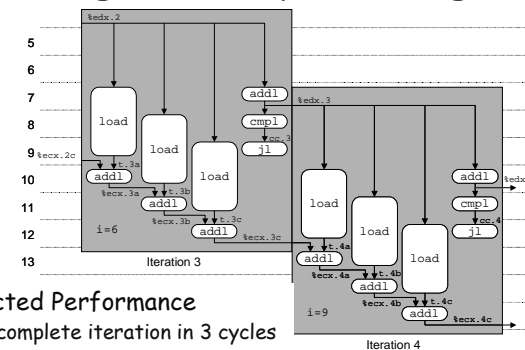 %edx.2
5
6
7
addl
%edx.3
8
load
load
cmpl
cc.3
9
%ecx.2c
load
jl
t.3a
10
addl
%ecx.3a
t.3b
load
addl
%edx
11
addl
%ecx.3b
t.3c
load
cmpl
cc.4
12
i=6
addl
%ecx.3c
load
jl
t.4a
13
Iteration 3
addl
%ecx.4a
t.4b
addl
%ecx.4b
t.4c
i=9
addl
%ecx.4c
Iteration 4
cted Performance
complete iteration in 3 cycles